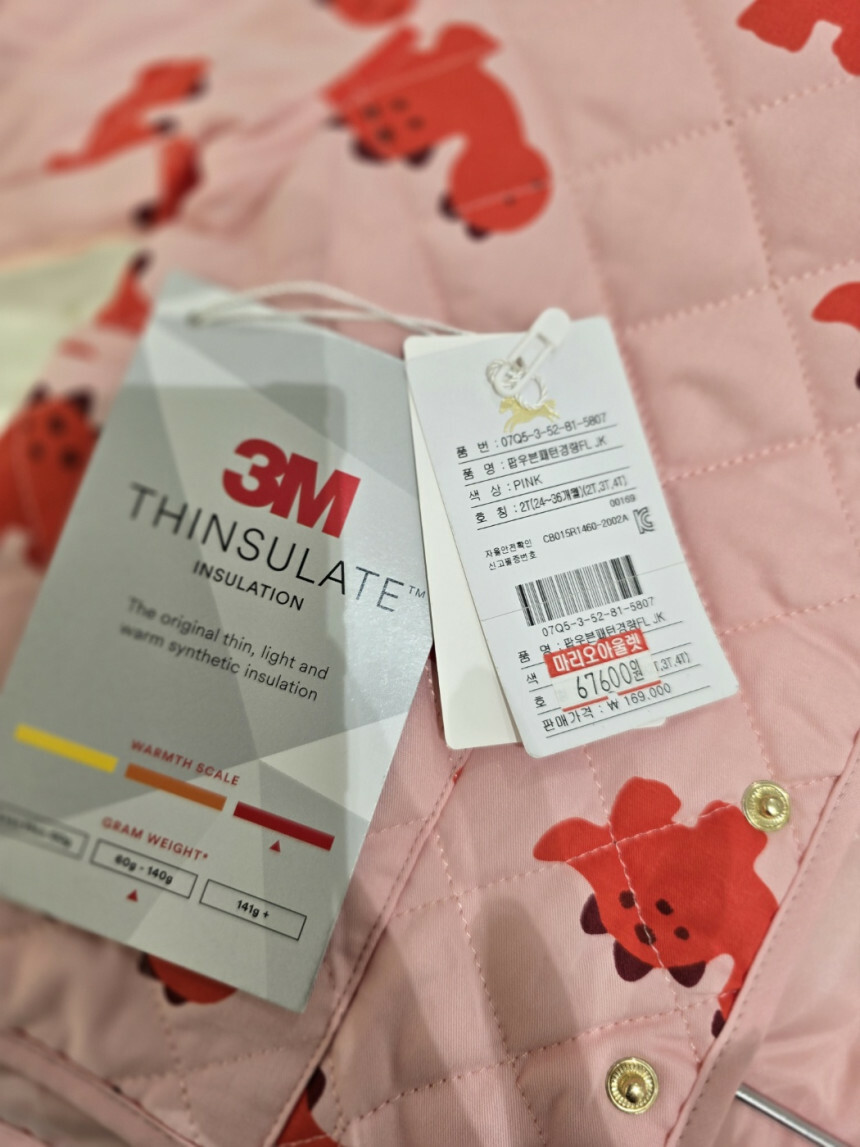 3M
THINSULATE™
INSULATION
The original thin, light and
warm synthetic insulation
WARMTH SCALE
GRAM WEIGHT*
60g - 140g
141g +
품 번 : 07Q5-3-52-81-5807
품 명 : 팝우븐패턴경량FL JK
색 상 : PINK
호 칭 : 2T(24~36개월)(2T,3T,4T)
00169
자율안전확인 CB015R1460-2002A
신고필증번호
07Q5-3-52-81-5807
품 명 : 팝우븐패턴경량FL JK
마리오아울렛
색
67600원
호 T,3T,4T)
판매가격 : ₩ 169,000